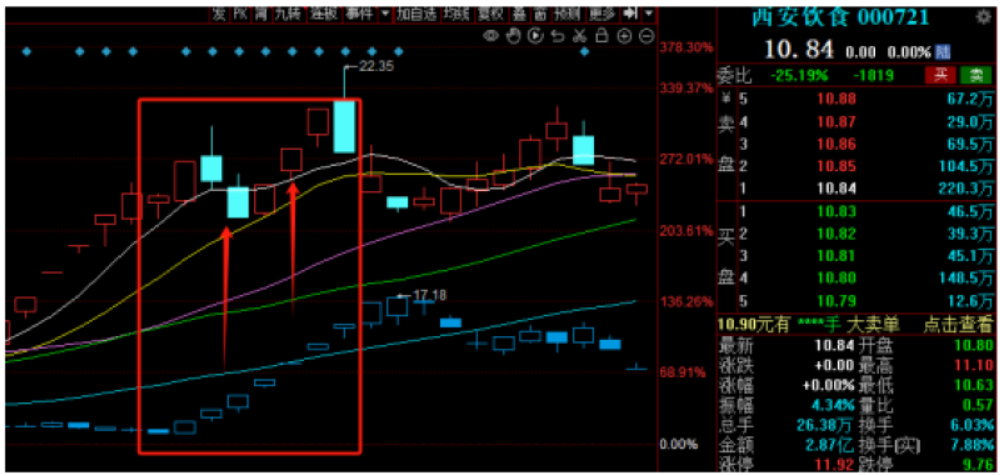 发 PK 简 九转 涨板 事件 加自选 均线 复权 叠 窗 预测 更多
378.30%
339.37%
272.01%
203.61%
136.26%
68.91%
0.00%
22.35
17.18
西安饮食 000721
10.84 0.00 0.00% 陆
委比 -25.19% -1819 买 卖
卖盘
¥ 5 10.88 67.2万
4 10.87 29.0万
3 10.86 69.5万
2 10.85 104.5万
1 10.84 220.3万
买盘
1 10.83 46.5万
2 10.82 39.3万
3 10.81 45.1万
4 10.80 148.5万
5 10.79 12.6万
10.90元有 ****手 大卖单 点击查看
最新 10.84 开盘 10.80
涨跌 +0.00 最高 11.10
涨幅 +0.00% 最低 10.63
振幅 4.34% 量比 0.57
总手 26.38万 换手 6.03%
金额 2.87亿 换手(实) 7.88%
涨停 11.92 跌停 9.76